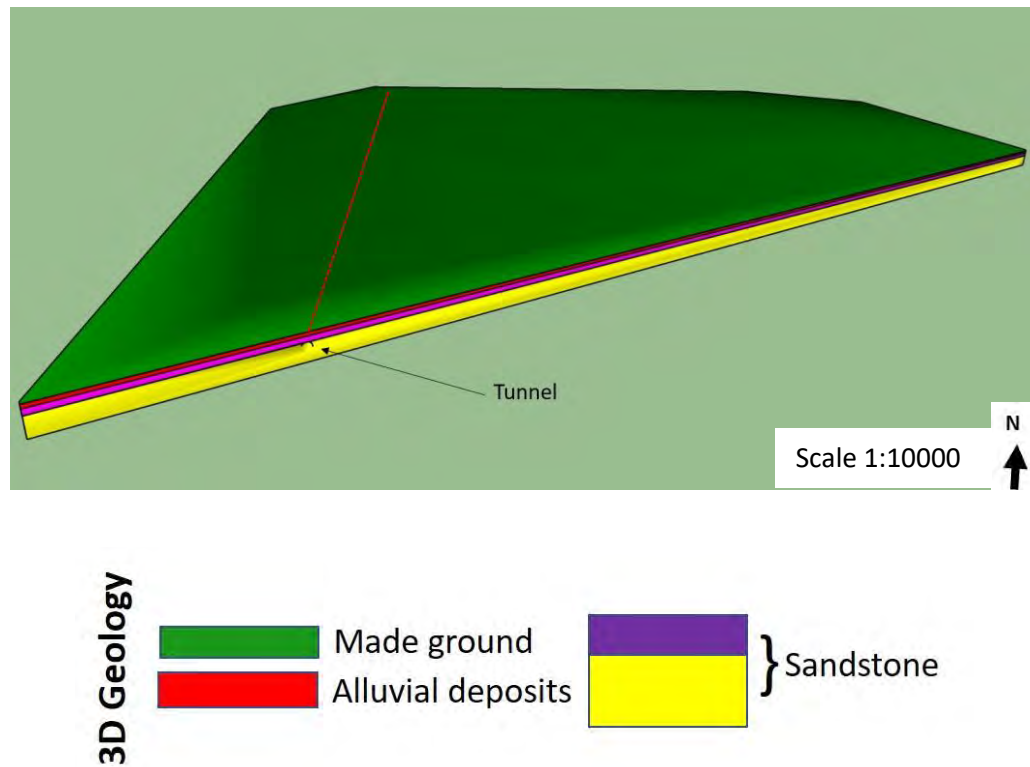 Tunnel
N
Scale 1:10000
3D Geology
Made ground
Alluvial deposits
Sandstone